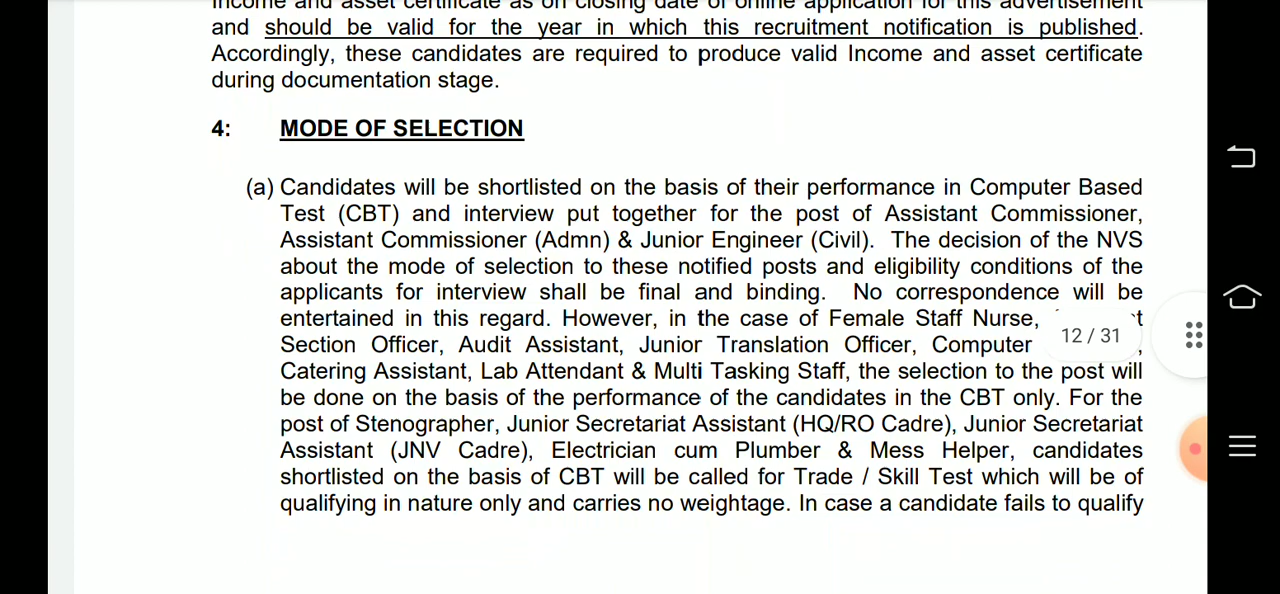 income and asset certificate as on closing date of online application for this advertisement
and should be valid for the year in which this recruitment notification is published.
Accordingly, these candidates are required to produce valid Income and asset certificate
during documentation stage.
4: MODE OF SELECTION
(a) Candidates will be shortlisted on the basis of their performance in Computer Based
Test (CBT) and interview put together for the post of Assistant Commissioner,
Assistant Commissioner (Admn) & Junior Engineer (Civil). The decision of the NVS
about the mode of selection to these notified posts and eligibility conditions of the
applicants for interview shall be final and binding. No correspondence will be
entertained in this regard. However, in the case of Female Staff Nurse,
Section Officer, Audit Assistant, Junior Translation Officer, Computer
12 / 31
Catering Assistant, Lab Attendant & Multi Tasking Staff, the selection to the post will
be done on the basis of the performance of the candidates in the CBT only. For the
post of Stenographer, Junior Secretariat Assistant (HQ/RO Cadre), Junior Secretariat
Assistant (JNV Cadre), Electrician cum Plumber & Mess Helper, candidates
shortlisted on the basis of CBT will be called for Trade / Skill Test which will be of
qualifying in nature only and carries no weightage. In case a candidate fails to qualify